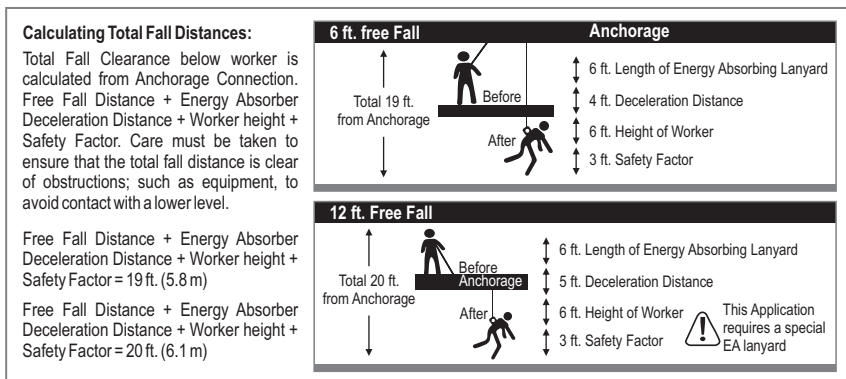 Calculating Total Fall Distances:
Total Fall Clearance below worker is
calculated from Anchorage Connection.
Free Fall Distance + Energy Absorber
Deceleration Distance + Worker height +
Safety Factor. Care must be taken to
ensure that the total fall distance is clear
of obstructions; such as equipment, to
avoid contact with a lower level.
Free Fall Distance + Energy Absorber
Deceleration Distance + Worker height +
Safety Factor = 19 ft. (5.8 m)
Free Fall Distance + Energy Absorber
Deceleration Distance + Worker height +
Safety Factor = 20 ft. (6.1 m)
6 ft. free Fall
Anchorage
Total 19 ft.
from Anchorage
Before
After
6 ft. Length of Energy Absorbing Lanyard
4 ft. Deceleration Distance
6 ft. Height of Worker
3 ft. Safety Factor
12 ft. Free Fall
Total 20 ft.
from Anchorage
Before
Anchorage
After
6 ft. Length of Energy Absorbing Lanyard
5 ft. Deceleration Distance
6 ft. Height of Worker
3 ft. Safety Factor
This Application
requires a special
EA lanyard